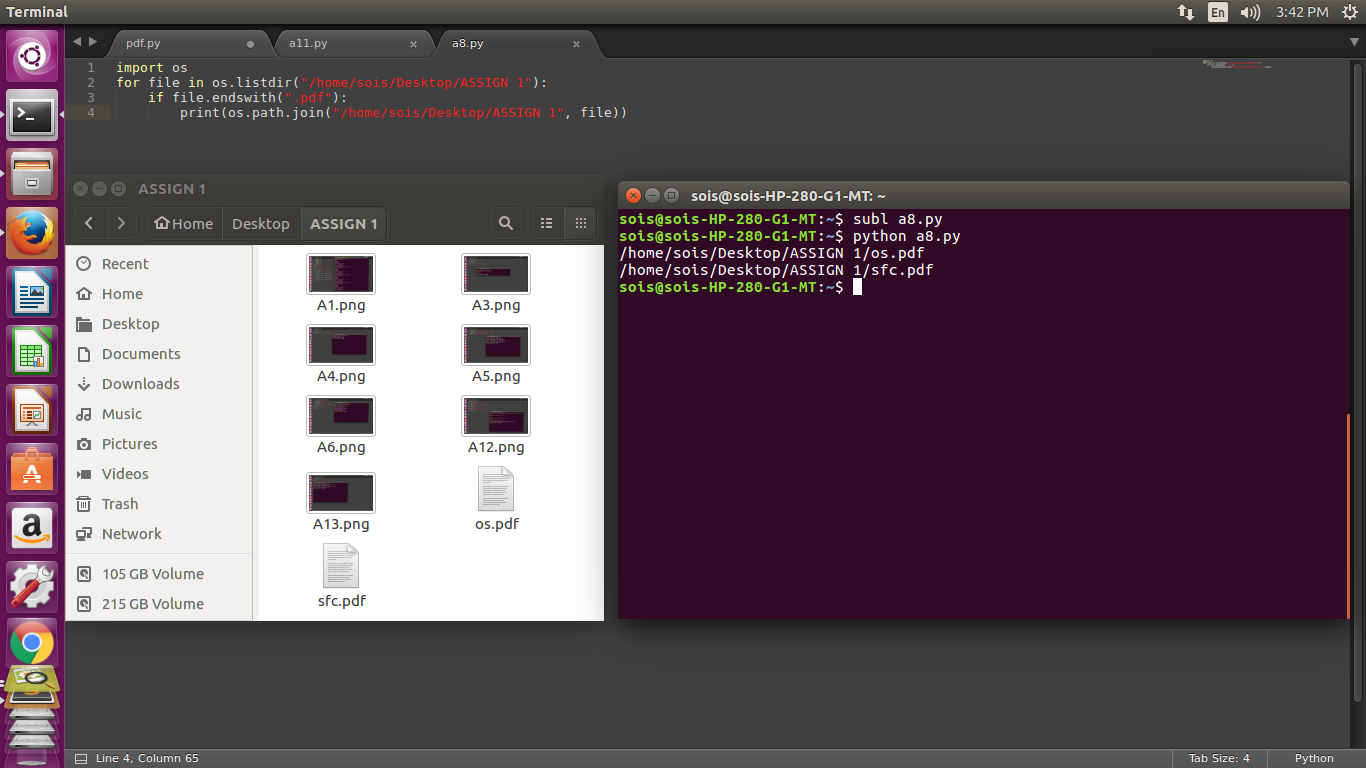 Terminal
En
3:42 PM
pdf.py
a11.py
a8.py
1 import os
2 for file in os.listdir("/home/sois/Desktop/ASSIGN 1"):
3 if file.endswith(".pdf"):
4 print(os.path.join("/home/sois/Desktop/ASSIGN 1", file))
ASSIGN 1
Home Desktop ASSIGN 1
Recent
Home
Desktop
Documents
Downloads
Music
Pictures
Videos
Trash
Network
105 GB Volume
215 GB Volume
A1.png A3.png
A4.png A5.png
A6.png A12.png
A13.png os.pdf
sfc.pdf
sois@sois-HP-280-G1-MT: ~
sois@sois-HP-280-G1-MT:~$ subl a8.py
sois@sois-HP-280-G1-MT:~$ python a8.py
/home/sois/Desktop/ASSIGN 1/os.pdf
/home/sois/Desktop/ASSIGN 1/sfc.pdf
sois@sois-HP-280-G1-MT:~$
Line 4, Column 65
Tab Size: 4
Python